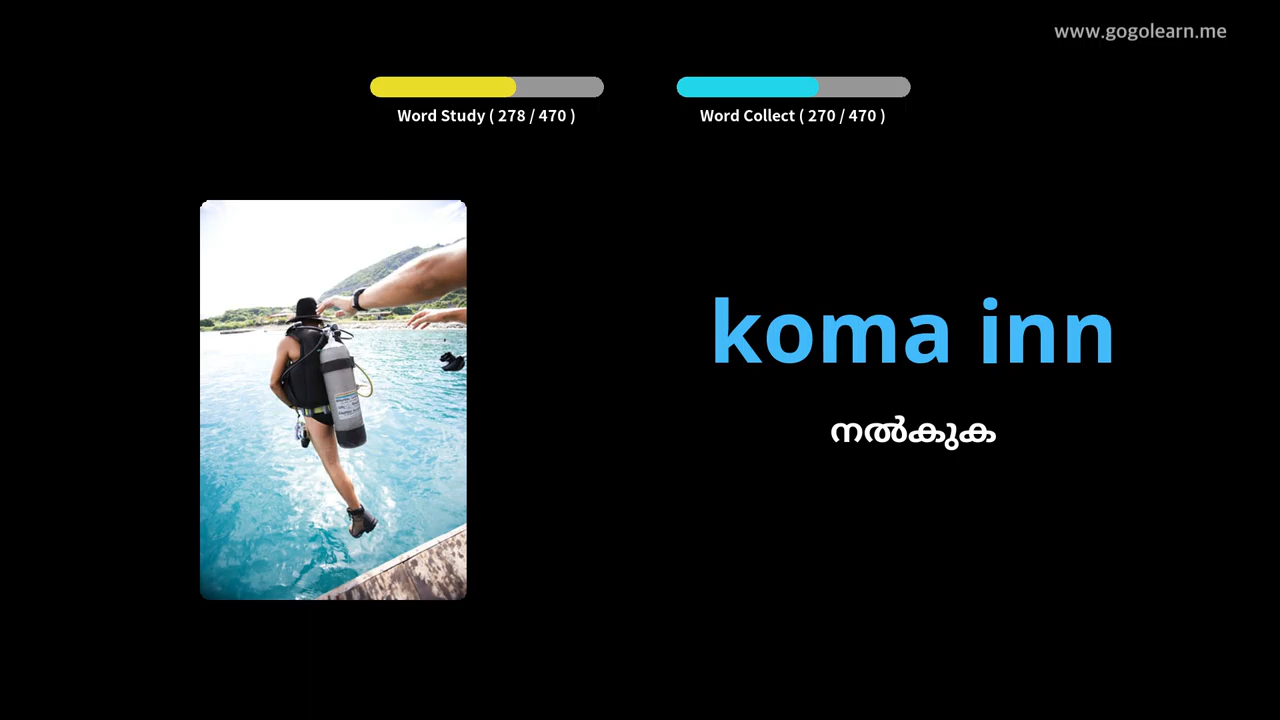 www.gogolearn.me
Word Study ( 278 / 470 )
Word Collect ( 270 / 470 )
koma inn
നൽകുക